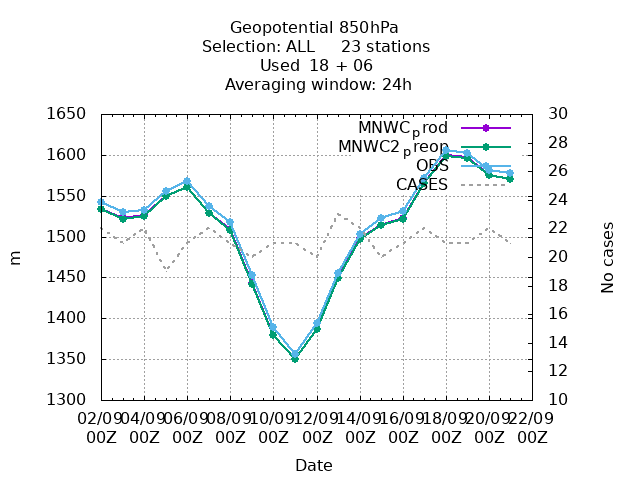 Geopotential 850hPa
Selection: ALL 23 stations
Used 18 + 06
Averaging window: 24h
1650 30
MNWCprod
28
MNWC2preop
1600
OBS
26
CASES
1550 24
22
1500
20
1450
18
1400 16
14
1350
12
1300 10
m
No cases
02/09 04/09 06/09 08/09 10/09 12/09 14/09 16/09 18/09 20/09 22/09
00Z 00Z 00Z 00Z 00Z 00Z 00Z 00Z 00Z 00Z 00Z
Date